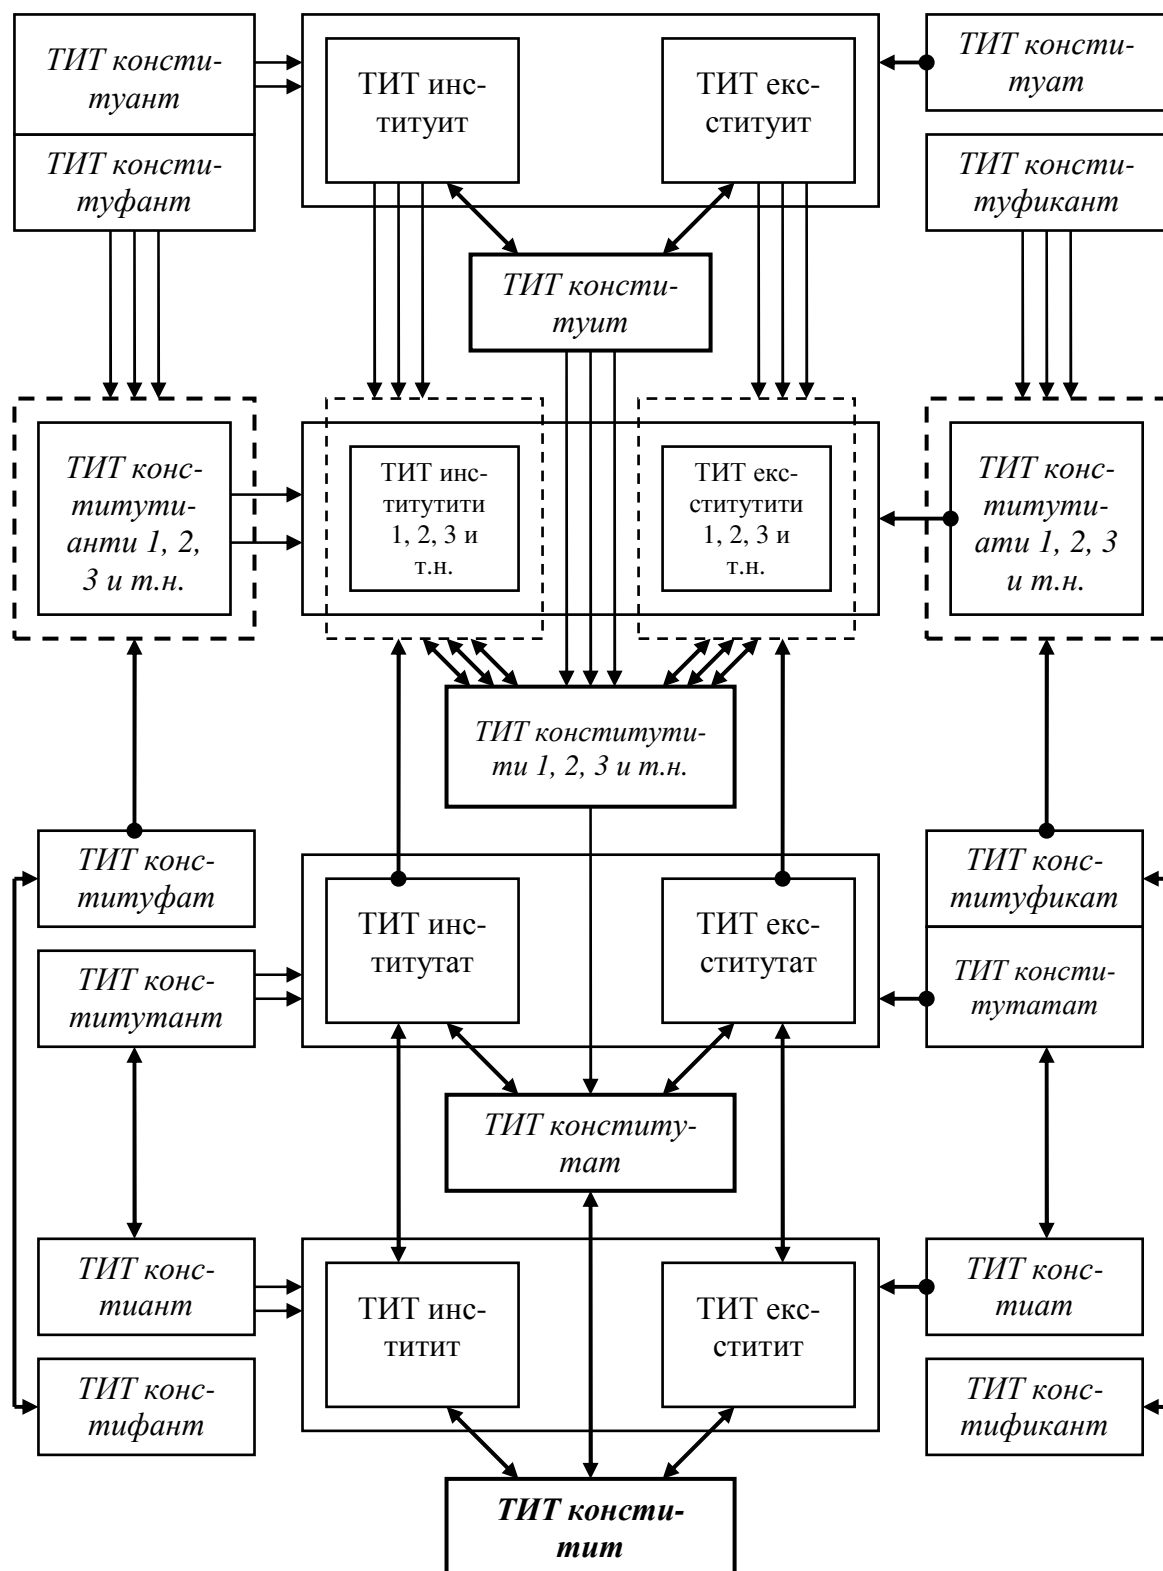 ТИТ консти-
туант
ТИТ инс-
титуит
ТИТ екс-
ституит
ТИТ консти-
туат
ТИТ консти-
туфант
ТИТ консти-
туфикант
ТИТ консти-
туит
ТИТ конс-
титути-
анти 1, 2,
3 и т.н.
ТИТ инс-
титутити
1, 2, 3 и
т.н.
ТИТ екс-
ститутити
1, 2, 3 и
т.н.
ТИТ конс-
титути-
ати 1, 2, 3
и т.н.
ТИТ конститути-
ти 1, 2, 3 и т.н.
ТИТ конс-
титуфат
ТИТ инс-
титутат
ТИТ екс-
ститутат
ТИТ конс-
титуфикат
ТИТ конс-
титутант
ТИТ консти-
тутатат
ТИТ конститу-
тат
ТИТ конс-
тиант
ТИТ инс-
титит
ТИТ екс-
ститит
ТИТ конс-
тиат
ТИТ конс-
тифант
ТИТ конс-
тификант
ТИТ консти-
тит